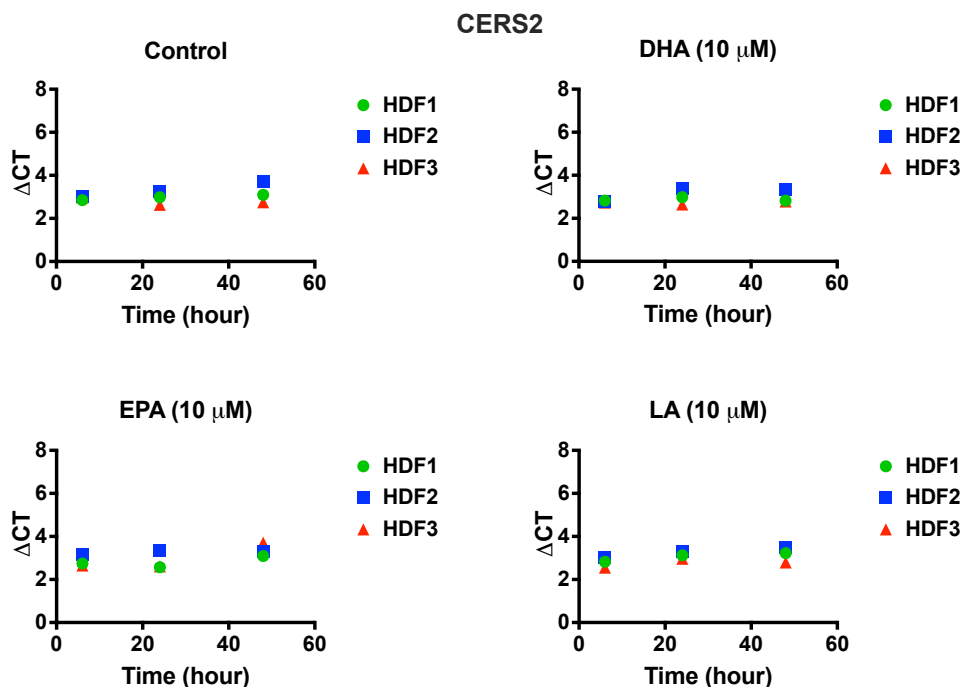 CERS2
Control
8
6
4
2
0
ΔCT
0 20 40 60
Time (hour)
HDF1
HDF2
HDF3
DHA (10 μM)
8
6
4
2
0
ΔCT
0 20 40 60
Time (hour)
HDF1
HDF2
HDF3
EPA (10 μM)
8
6
4
2
0
ΔCT
0 20 40 60
Time (hour)
HDF1
HDF2
HDF3
LA (10 μM)
8
6
4
2
0
ΔCT
0 20 40 60
Time (hour)
HDF1
HDF2
HDF3